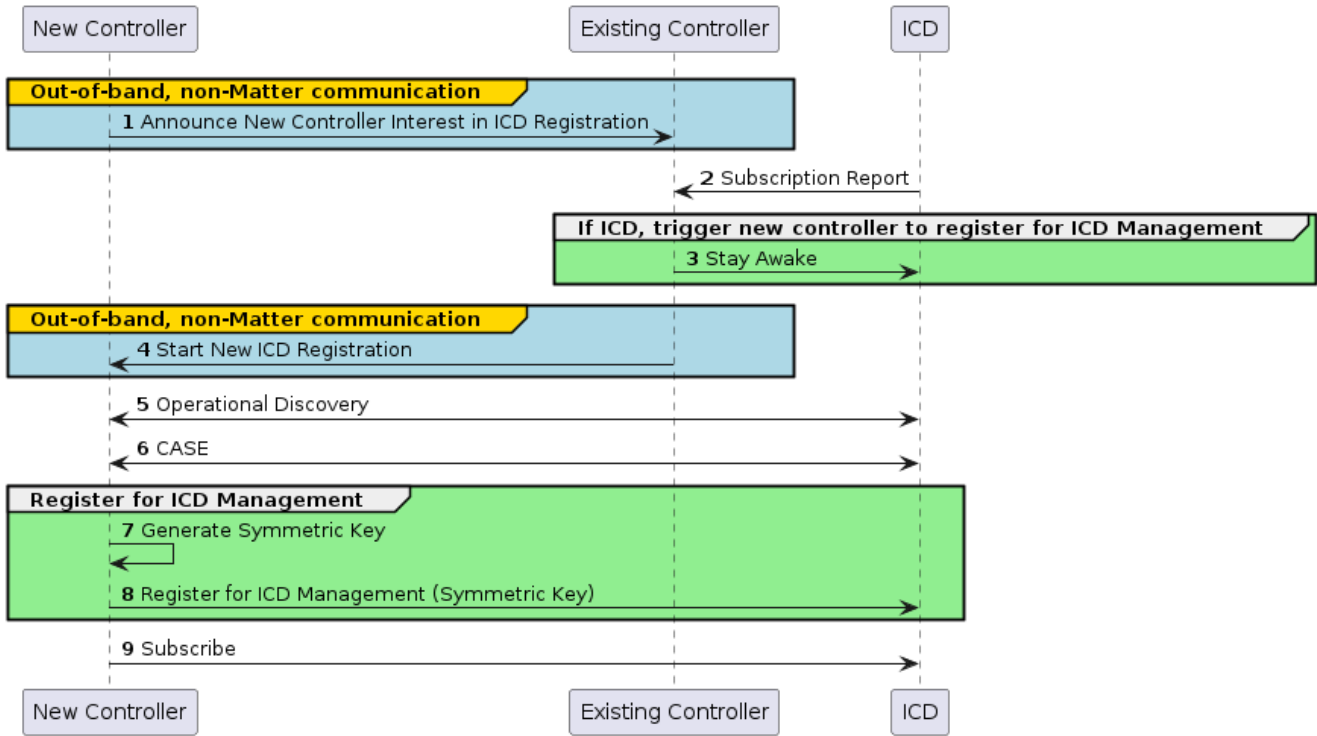 New Controller Existing Controller ICD
Out-of-band, non-Matter communication
1 Announce New Controller Interest in ICD Registration
2 Subscription Report
If ICD, trigger new controller to register for ICD Management
3 Stay Awake
Out-of-band, non-Matter communication
4 Start New ICD Registration
5 Operational Discovery
6 CASE
Register for ICD Management
7 Generate Symmetric Key
8 Register for ICD Management (Symmetric Key)
9 Subscribe
New Controller Existing Controller ICD